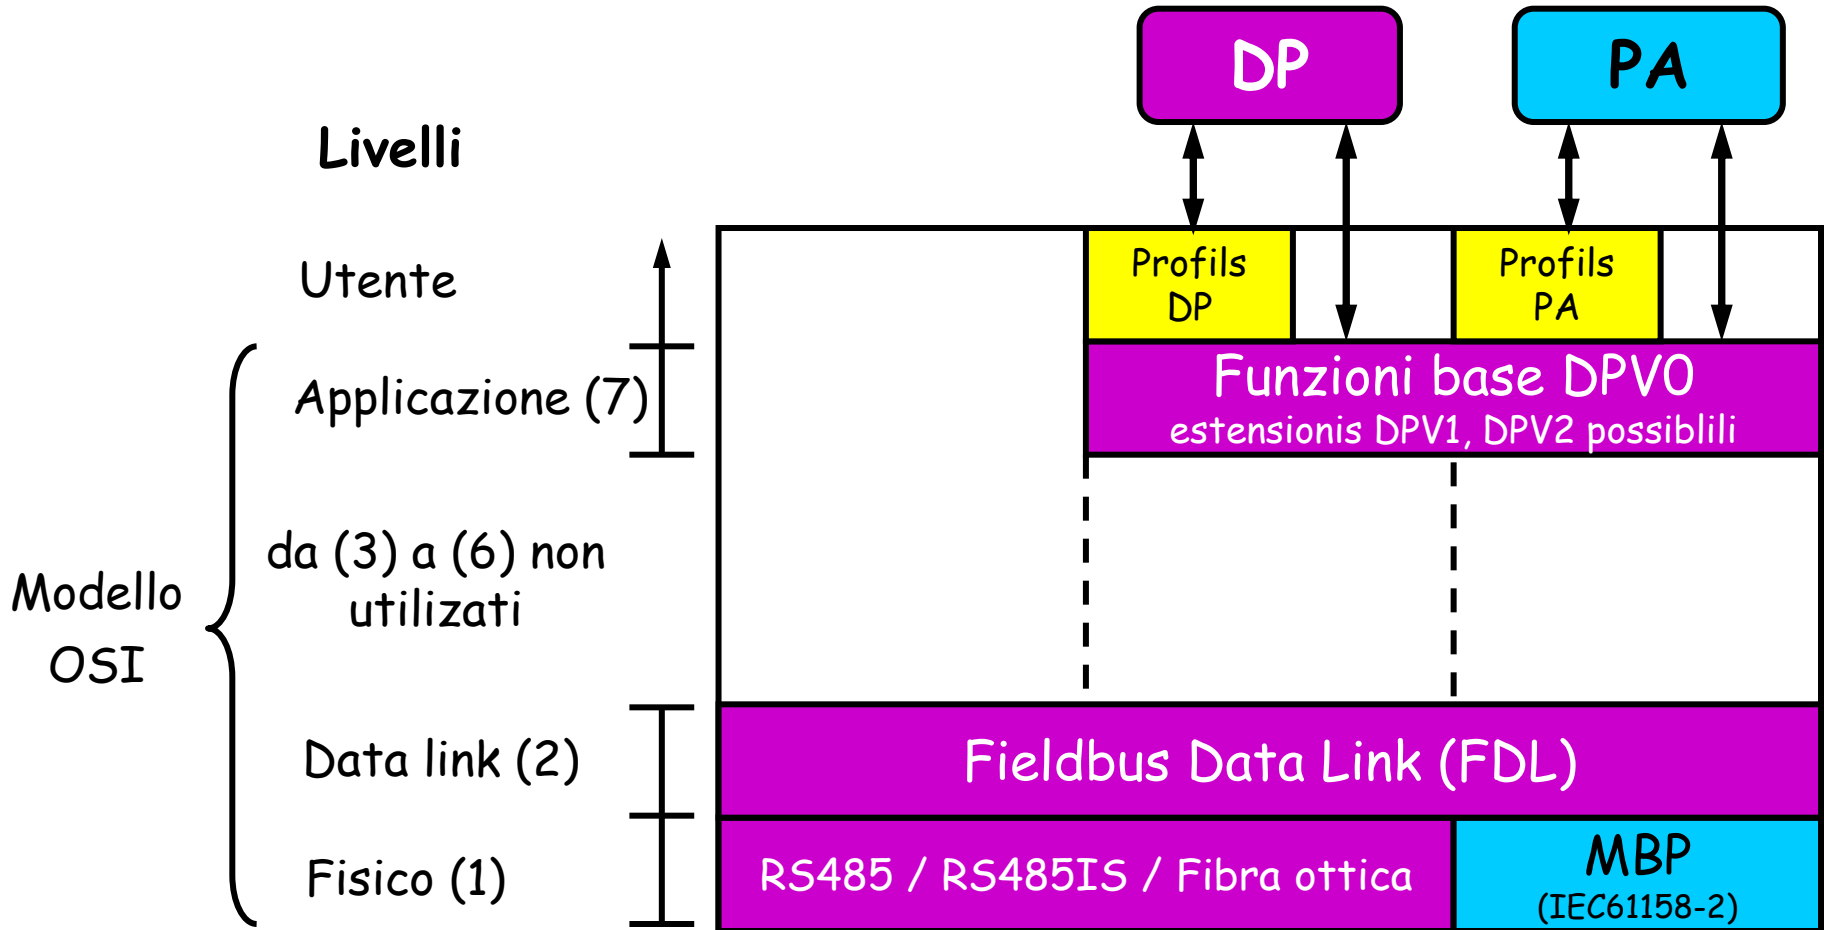 DP
PA
Livelli
Utente
Profils
DP
Profils
PA
Applicazione (7)
Funzioni base DPV0
estensionis DPV1, DPV2 possiblili
da (3) a (6) non
utilizati
Modello
OSI
Data link (2)
Fieldbus Data Link (FDL)
Fisico (1)
RS485 / RS485IS / Fibra ottica
MBP
(IEC61158-2)